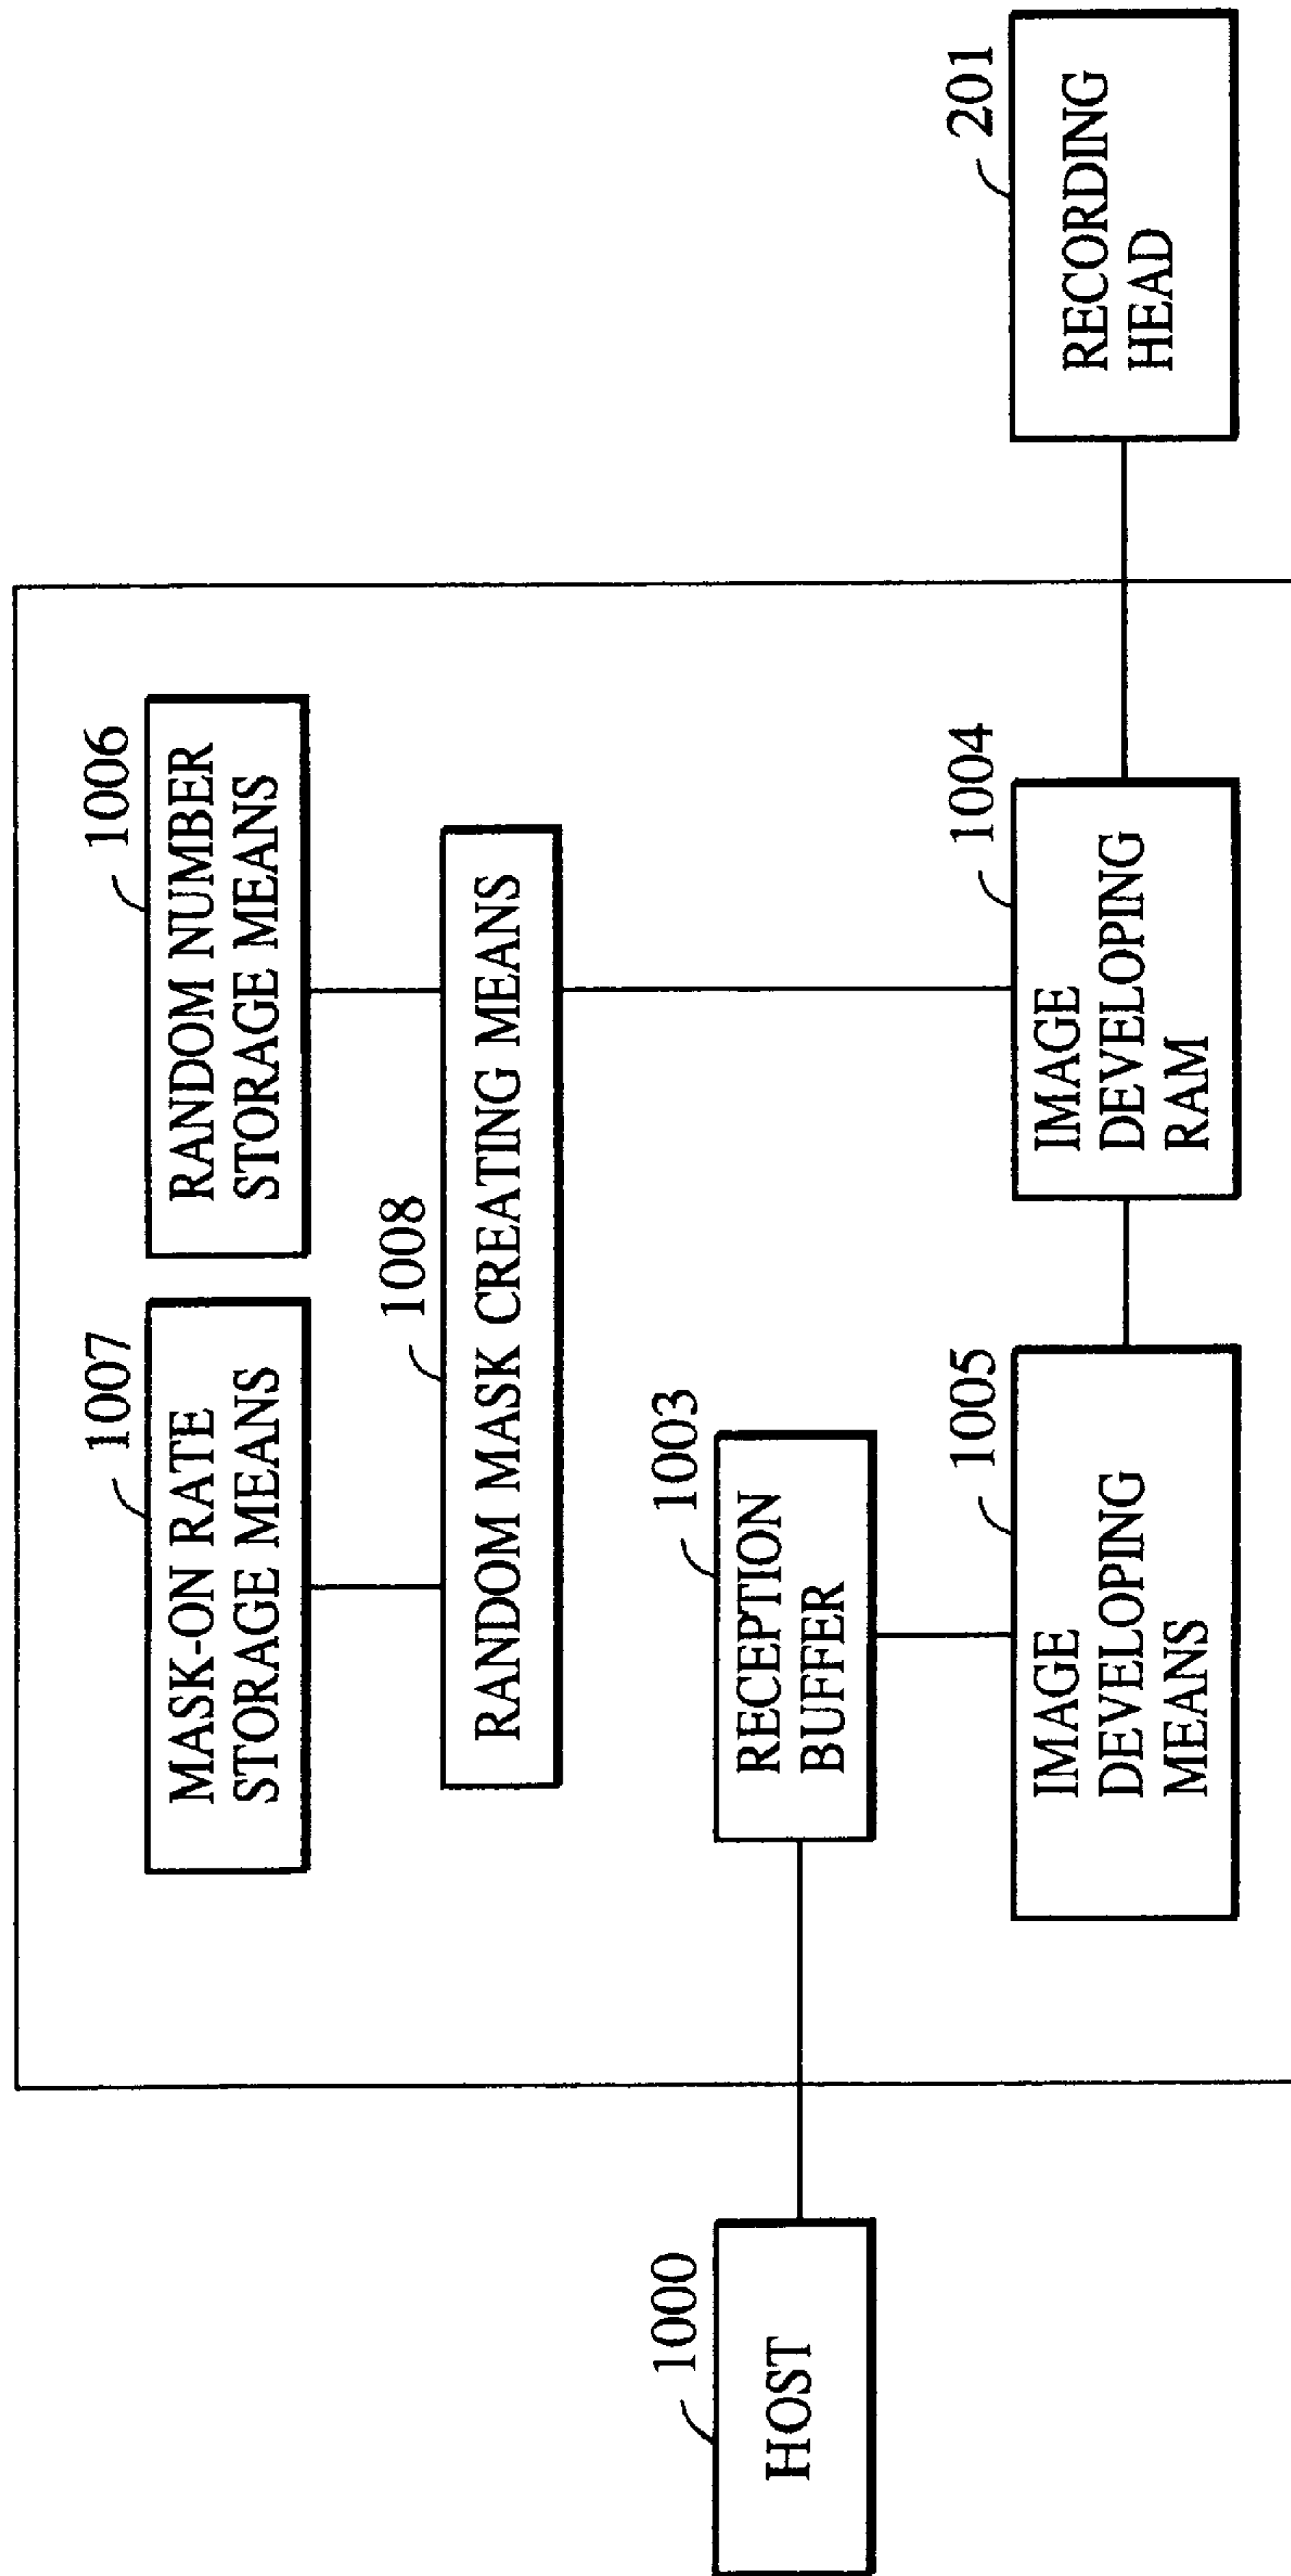 1007
MASK-ON RATE
STORAGE MEANS
1006
RANDOM NUMBER
STORAGE MEANS
1008
RANDOM MASK CREATING MEANS
1000
HOST
1003
RECEPTION
BUFFER
1005
IMAGE
DEVELOPING
MEANS
1004
IMAGE
DEVELOPING
RAM
201
RECORDING
HEAD